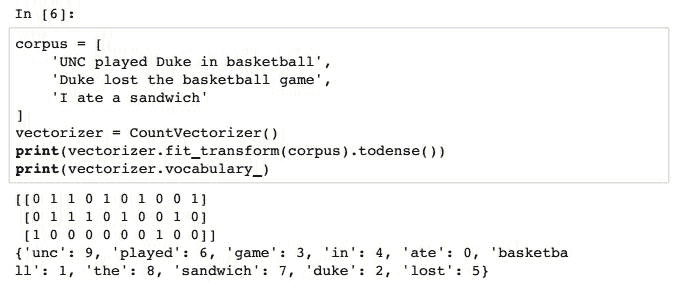 In [6]:
corpus = [
    'UNC played Duke in basketball',
    'Duke lost the basketball game',
    'I ate a sandwich'
]
vectorizer = CountVectorizer()
print(vectorizer.fit_transform(corpus).todense())
print(vectorizer.vocabulary_)
[[0 1 1 0 1 0 1 0 0 1]
 [0 1 1 1 0 1 0 0 1 0]
 [1 0 0 0 0 0 0 1 0 0]]
{'unc': 9, 'played': 6, 'game': 3, 'in': 4, 'ate': 0, 'basketba
ll': 1, 'the': 8, 'sandwich': 7, 'duke': 2, 'lost': 5}